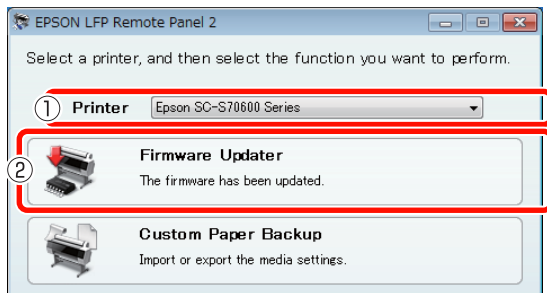 EPSON LFP Remote Panel 2
Select a printer, and then select the function you want to perform.
① Printer Epson SC-S70600 Series
② Firmware Updater
The firmware has been updated.
Custom Paper Backup
Import or export the media settings.